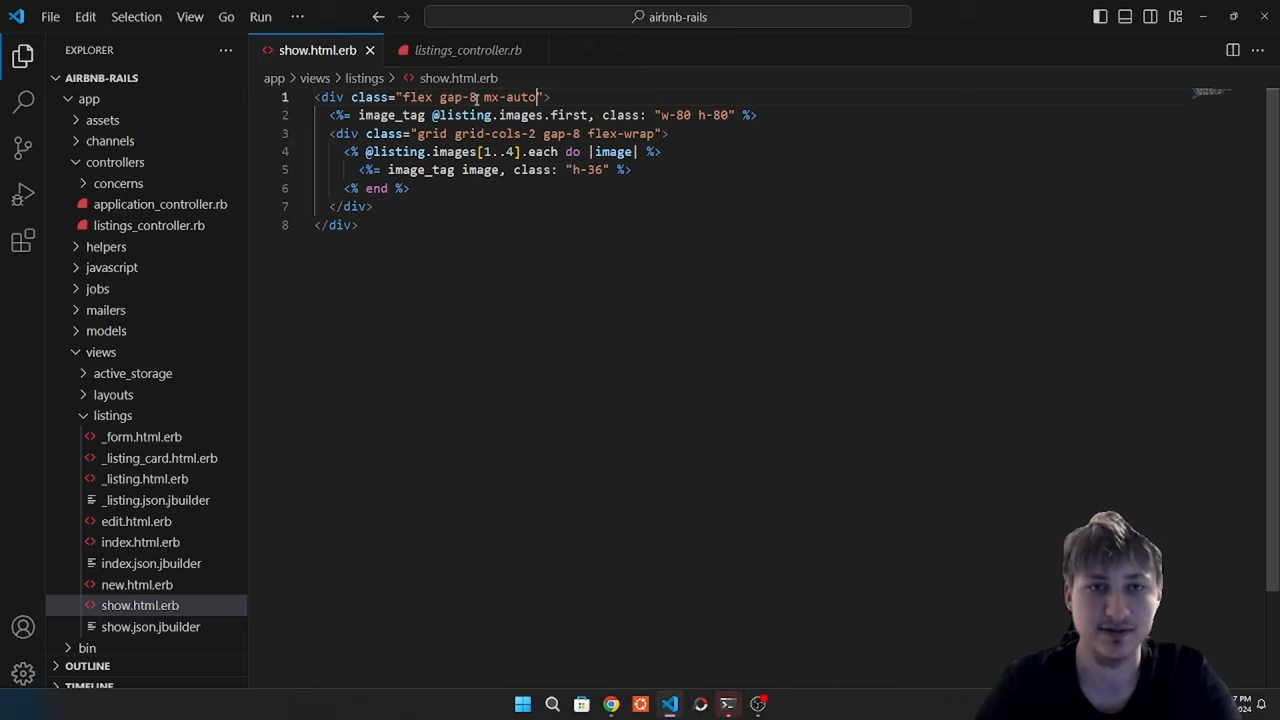 File Edit Selection View Go Run ···
airbnb-rails
EXPLORER ···
show.html.erb
listings_controller.rb
AIRBNB-RAILS
app > views > listings > show.html.erb
app
assets
channels
controllers
concerns
application_controller.rb
listings_controller.rb
helpers
javascript
jobs
mailers
models
views
active_storage
layouts
listings
_form.html.erb
_listing_card.html.erb
_listing.html.erb
_listing.json.jbuilder
edit.html.erb
index.html.erb
index.json.jbuilder
new.html.erb
show.html.erb
show.json.jbuilder
bin
OUTLINE
TIMELINE
1 <div class="flex gap-8 mx-auto">
2 <%= image_tag @listing.images.first, class: "w-80 h-80" %>
3 <div class="grid grid-cols-2 gap-8 flex-wrap">
4 <% @listing.images[1..4].each do |image| %>
5 <%= image_tag image, class: "h-36" %>
6 <% end %>
7 </div>
8 </div>